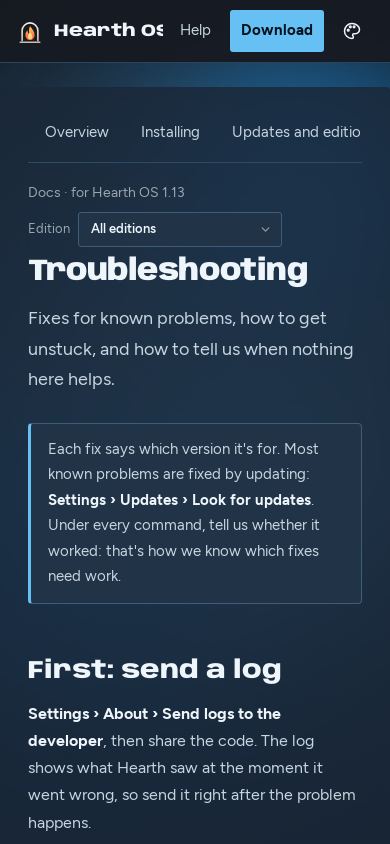 Hearth OS
Help
Download
Overview
Installing
Updates and editio
Docs · for Hearth OS 1.13
Edition
All editions
Troubleshooting
Fixes for known problems, how to get
unstuck, and how to tell us when nothing
here helps.
Each fix says which version it's for. Most
known problems are fixed by updating:
Settings › Updates › Look for updates.
Under every command, tell us whether it
worked: that's how we know which fixes
need work.
First: send a log
Settings › About › Send logs to the
developer, then share the code. The log
shows what Hearth saw at the moment it
went wrong, so send it right after the problem
happens.